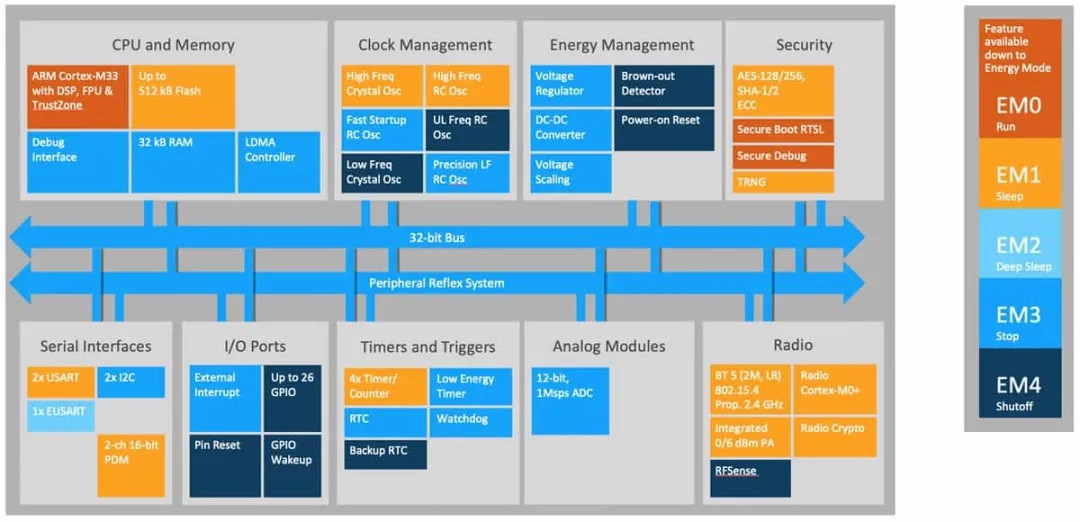 CPU and Memory
ARM Cortex-M33
with DSP, FPU &
TrustZone
Up to
512 kB Flash
Debug
Interface
32 kB RAM
LDMA
Controller
Clock Management
High Freq
Crystal Osc
High Freq
RC Osc
Fast Startup
RC Osc
UL Freq RC
Osc
Low Freq
Crystal Osc
Precision LF
RC Osc
Energy Management
Voltage
Regulator
Brown-out
Detector
DC-DC
Converter
Power-on Reset
Voltage
Scaling
Security
AES-128/256,
SHA-1/2
ECC
Secure Boot RTSL
Secure Debug
TRNG
32-bit Bus
Peripheral Reflex System
Serial Interfaces
2x USART
2x I2C
1x EUSART
2-ch 16-bit
PDM
I/O Ports
External
Interrupt
Up to 26
GPIO
Pin Reset
GPIO
Wakeup
Timers and Triggers
4x Timer/
Counter
Low Energy
Timer
RTC
Watchdog
Backup RTC
Analog Modules
12-bit,
1Msps ADC
Radio
BT 5 (2M, LR)
802.15.4
Prop. 2.4 GHz
Radio
Cortex-M0+
Integrated
0/6 dBm PA
Radio Crypto
RFSense
Feature
available
down to
Energy Mode
EM0
Run
EM1
Sleep
EM2
Deep Sleep
EM3
Stop
EM4
Shutoff